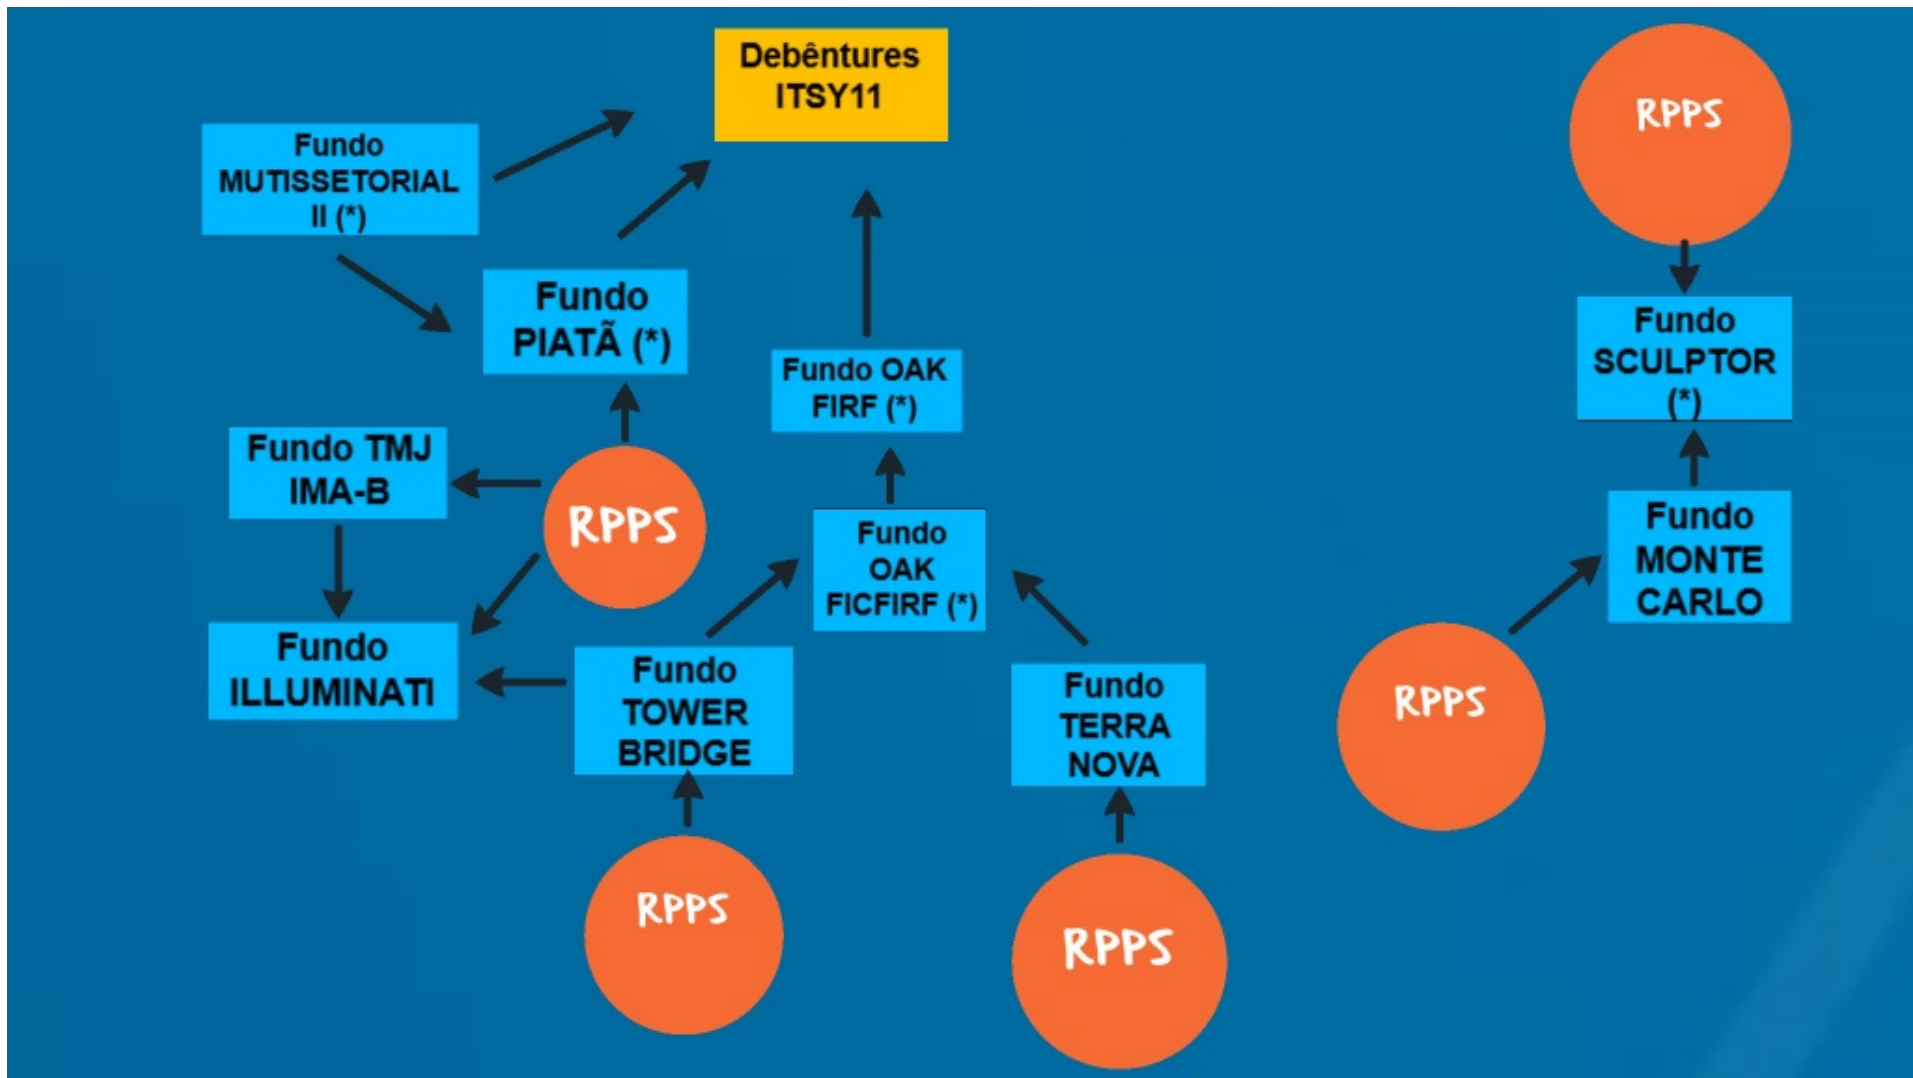 Debêntures
ITSY11
RPPS
Fundo
MUTISSETORIAL
II (*)
Fundo
PIATÃ (*)
Fundo
SCULPTOR
(*)
Fundo OAK
FIRF (*)
Fundo TMJ
IMA-B
RPPS
Fundo
OAK
FICFIRF (*)
Fundo
MONTE
CARLO
Fundo
ILLUMINATI
Fundo
TOWER
BRIDGE
Fundo
TERRA
NOVA
RPPS
RPPS
RPPS